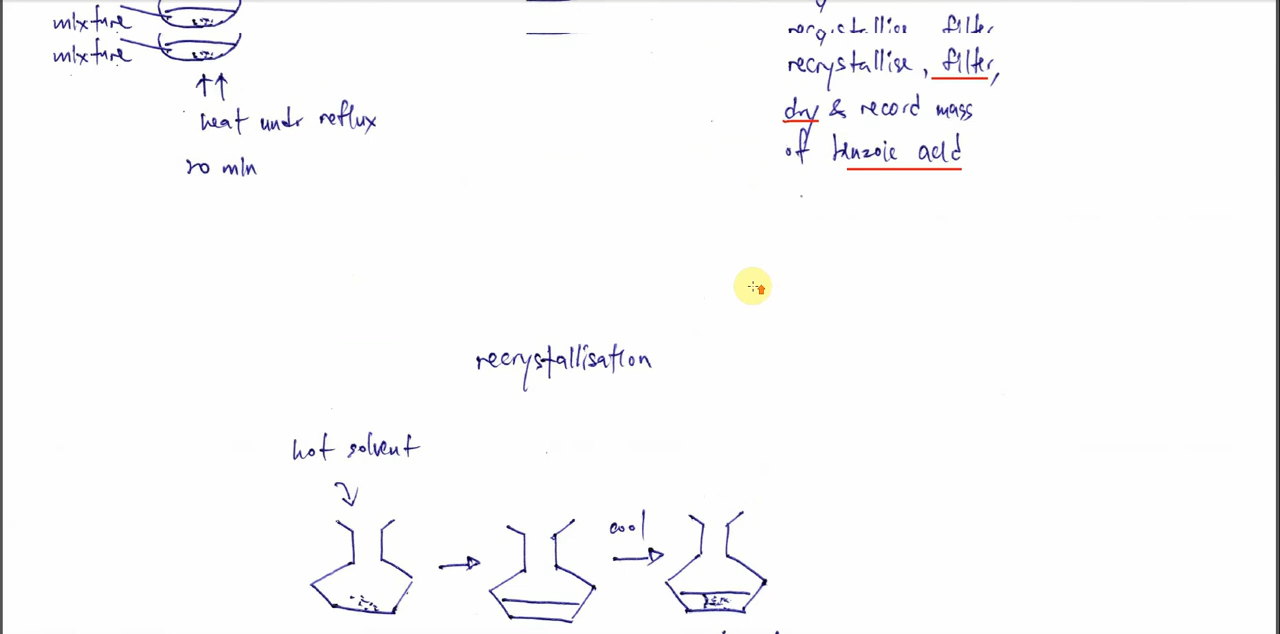 mixture
mixture
heat under reflux
20 min
filter
recrystallise, filter,
dry & record mass
of benzoic acid
recrystallisation
hot solvent
cool